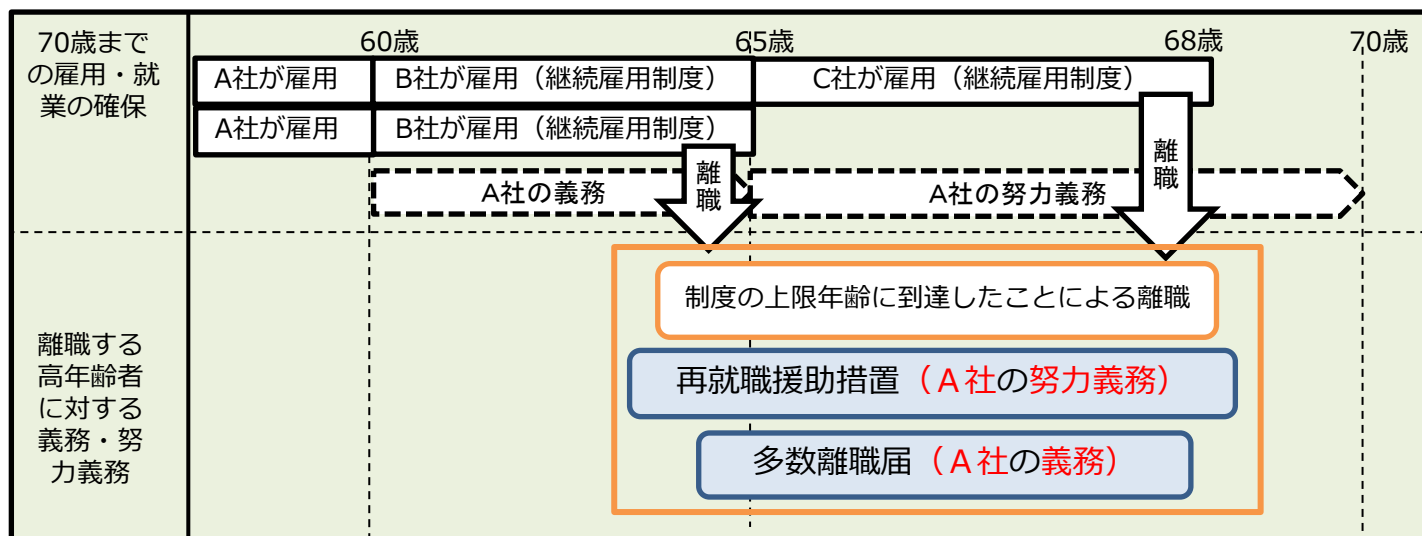 70歳まで
の雇用・就
業の確保
60歳
65歳
68歳
70歳
A社が雇用
B社が雇用（継続雇用制度）
C社が雇用（継続雇用制度）
A社が雇用
B社が雇用（継続雇用制度）
A社の義務
離職
A社の努力義務
離職
離職する
高年齢者
に対する
義務・努
力義務
制度の上限年齢に到達したことによる離職
再就職援助措置（Ａ社の努力義務）
多数離職届（Ａ社の義務）